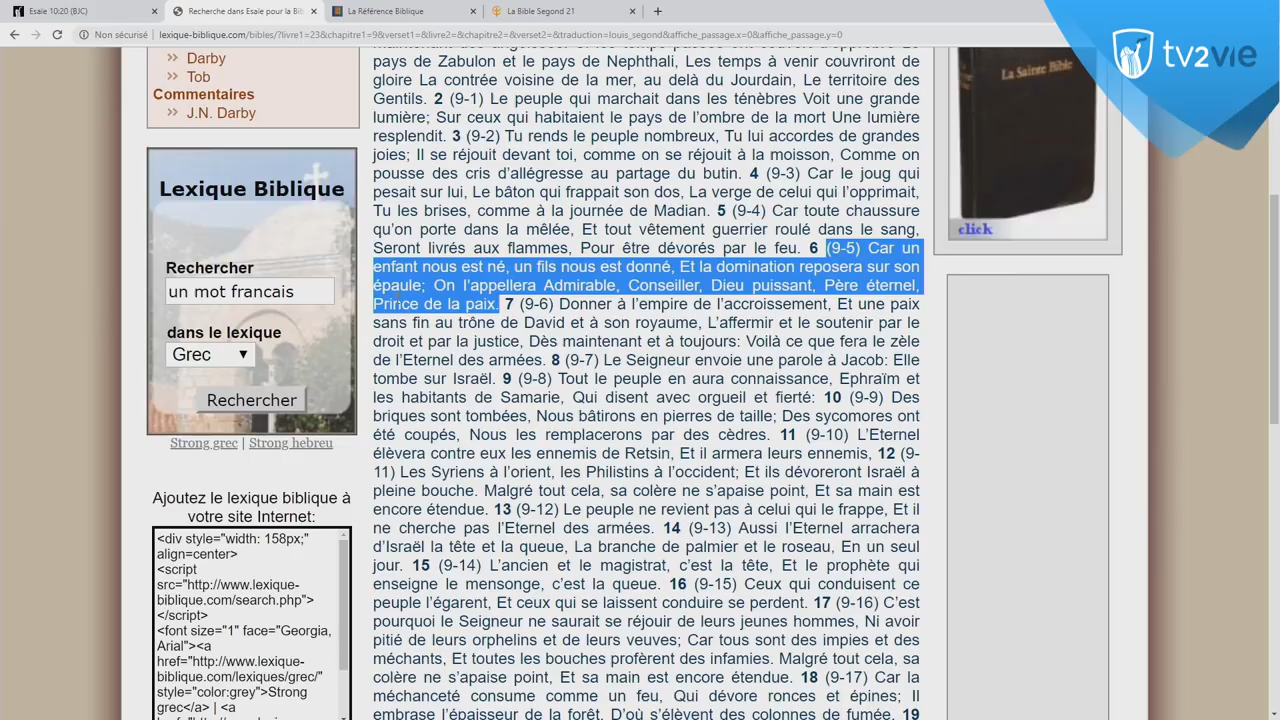 Esaïe 10:20 (BJC)
Recherche dans Esaïe pour la Bib
La Référence Biblique
La Bible Segond 21
Non sécurisé
lexique-biblique.com/bibles/?livre1=23&chapitre1=9&verset1=&livre2=&chapitre2=&verset2=&traduction=louis_segond&affiche_passage.x=0&affiche_passage.y=0
tv2vie
Darby
Tob
Commentaires
J.N. Darby
Lexique Biblique
Rechercher
un mot francais
dans le lexique
Grec
Rechercher
Strong grec | Strong hebreu
Ajoutez le lexique biblique à
votre site Internet:
<div style="width: 158px;"
align=center>
<script
src="http://www.lexique-
biblique.com/search.php">
</script>
<font size="1" face="Georgia,
Arial"><a
href="http://www.lexique-
biblique.com/lexiques/grec/"
style="color:grey">Strong
grec</a> | <a
pays de Zabulon et le pays de Nephthali, Les temps à venir couvriront de
gloire La contrée voisine de la mer, au delà du Jourdain, Le territoire des
Gentils. 2 (9-1) Le peuple qui marchait dans les ténèbres Voit une grande
lumière; Sur ceux qui habitaient le pays de l’ombre de la mort Une lumière
resplendit. 3 (9-2) Tu rends le peuple nombreux, Tu lui accordes de grandes
joies; Il se réjouit devant toi, comme on se réjouit à la moisson, Comme on
pousse des cris d’allégresse au partage du butin. 4 (9-3) Car le joug qui
pesait sur lui, Le bâton qui frappait son dos, La verge de celui qui l’opprimait,
Tu les brises, comme à la journée de Madian. 5 (9-4) Car toute chaussure
qu’on porte dans la mêlée, Et tout vêtement guerrier roulé dans le sang,
Seront livrés aux flammes, Pour être dévorés par le feu. 6 (9-5) Car un
enfant nous est né, un fils nous est donné, Et la domination reposera sur son
épaule; On l’appellera Admirable, Conseiller, Dieu puissant, Père éternel,
Prince de la paix. 7 (9-6) Donner à l’empire de l’accroissement, Et une paix
sans fin au trône de David et à son royaume, L’affermir et le soutenir par le
droit et par la justice, Dès maintenant et à toujours: Voilà ce que fera le zèle
de l’Eternel des armées. 8 (9-7) Le Seigneur envoie une parole à Jacob: Elle
tombe sur Israël. 9 (9-8) Tout le peuple en aura connaissance, Ephraïm et
les habitants de Samarie, Qui disent avec orgueil et fierté: 10 (9-9) Des
briques sont tombées, Nous bâtirons en pierres de taille; Des sycomores ont
été coupés, Nous les remplacerons par des cèdres. 11 (9-10) L’Eternel
élèvera contre eux les ennemis de Retsin, Et il armera leurs ennemis, 12 (9-
11) Les Syriens à l’orient, les Philistins à l’occident; Et ils dévoreront Israël à
pleine bouche. Malgré tout cela, sa colère ne s’apaise point, Et sa main est
encore étendue. 13 (9-12) Le peuple ne revient pas à celui qui le frappe, Et il
ne cherche pas l’Eternel des armées. 14 (9-13) Aussi l’Eternel arrachera
d’Israël la tête et la queue, La branche de palmier et le roseau, En un seul
jour. 15 (9-14) L’ancien et le magistrat, c’est la tête, Et le prophète qui
enseigne le mensonge, c’est la queue. 16 (9-15) Ceux qui conduisent ce
peuple l’égarent, Et ceux qui se laissent conduire se perdent. 17 (9-16) C’est
pourquoi le Seigneur ne saurait se réjouir de leurs jeunes hommes, Ni avoir
pitié de leurs orphelins et de leurs veuves; Car tous sont des impies et des
méchants, Et toutes les bouches profèrent des infamies. Malgré tout cela, sa
colère ne s’apaise point, Et sa main est encore étendue. 18 (9-17) Car la
méchanceté consume comme un feu, Qui dévore ronces et épines; Il
embrase l’épaisseur de la forêt, D’où s’élèvent des colonnes de fumée. 19
La Sainte Bible
click